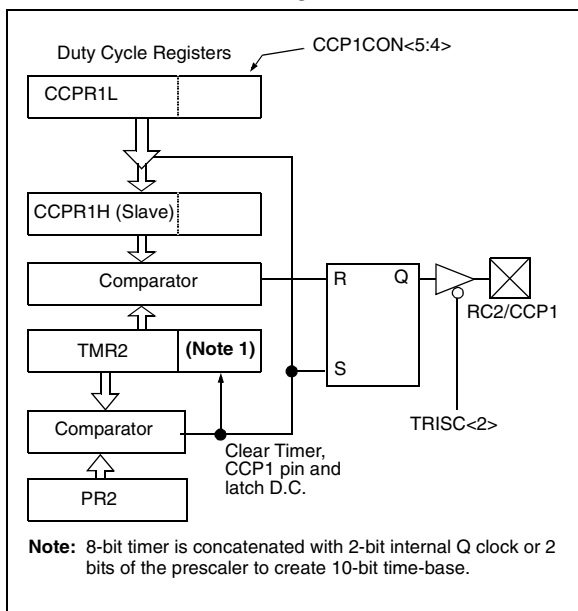 Duty Cycle Registers
CCP1CON<5:4>
CCPR1L
CCPR1H (Slave)
Comparator
R
Q
RC2/CCP1
TMR2
(Note 1)
S
TRISC<2>
Comparator
Clear Timer,
CCP1 pin and
latch D.C.
PR2
Note: 8-bit timer is concatenated with 2-bit internal Q clock or 2
bits of the prescaler to create 10-bit time-base.